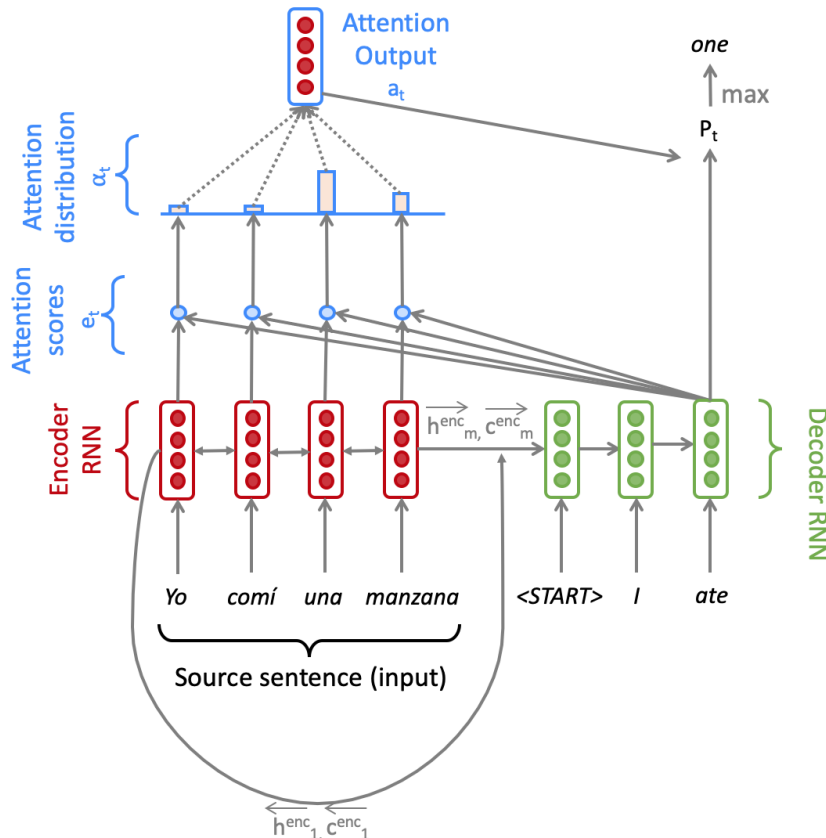 Attention
Output
a_t
one
max
P_t
Attention
distribution
α_t
Attention
scores
e_t
Encoder
RNN
h^enc_m, c^enc_m
Decoder RNN
Yo comí una manzana <START> I ate
Source sentence (input)
h^enc_1, c^enc_1